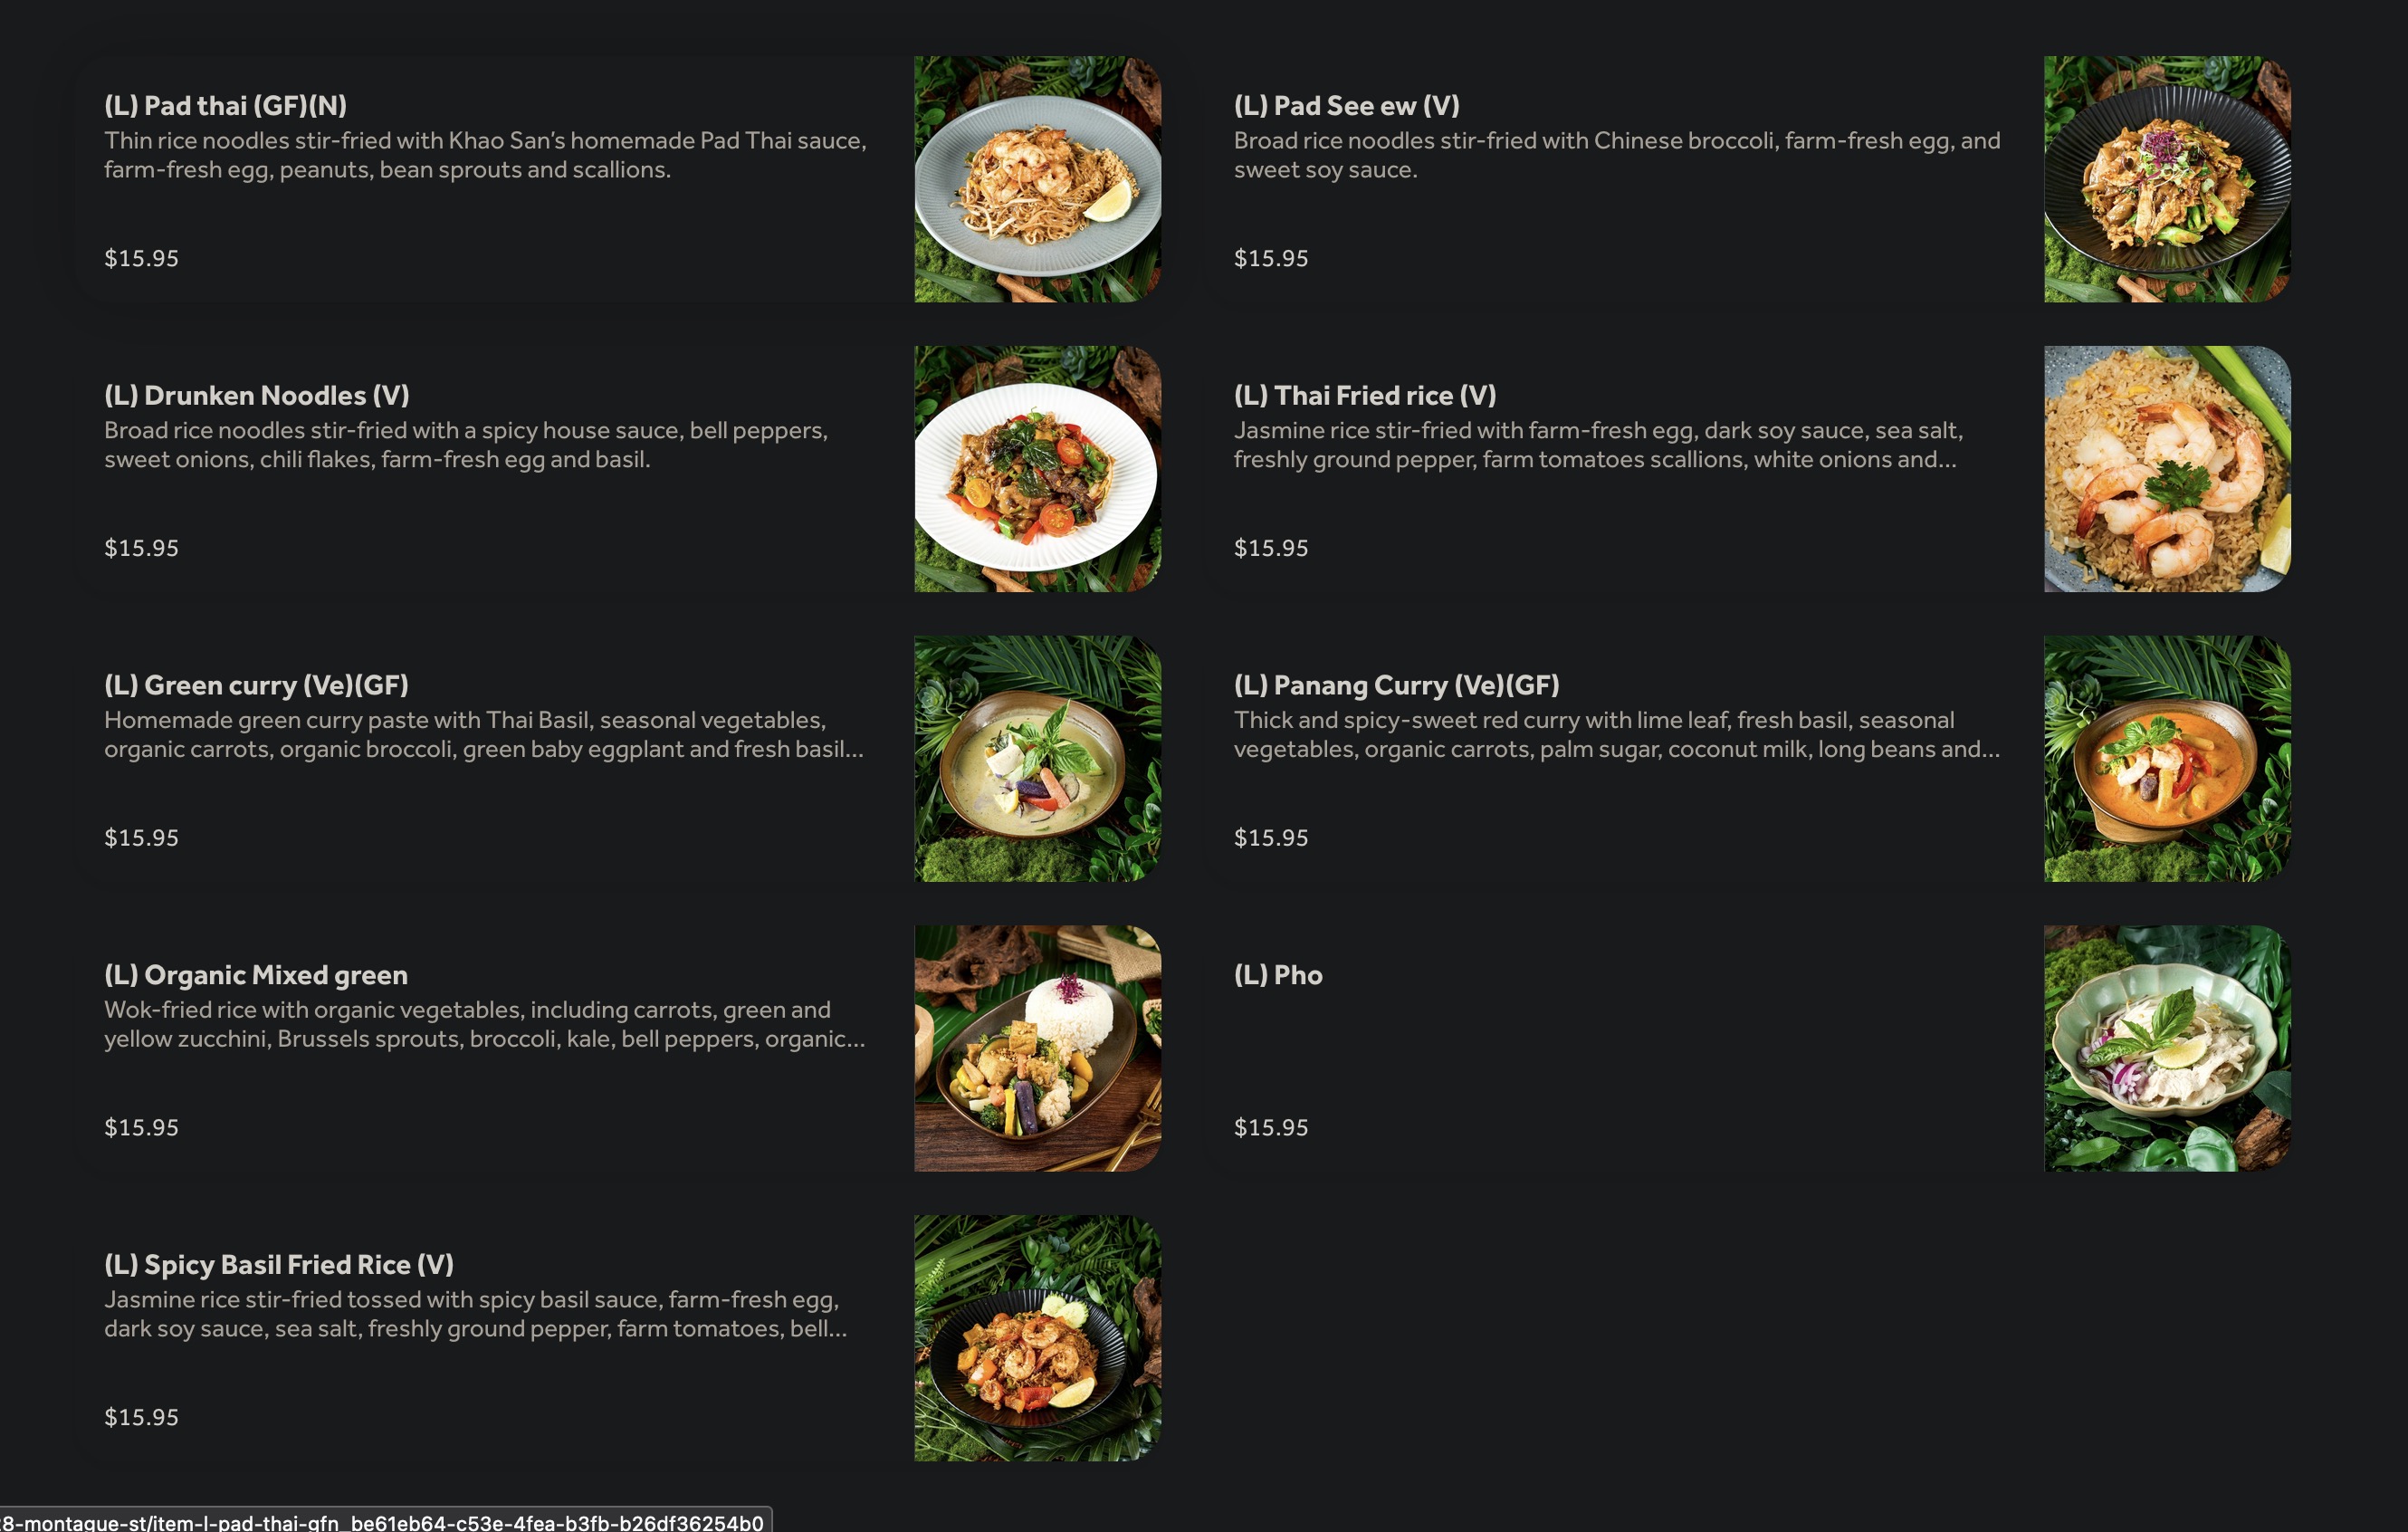 (L) Pad thai (GF)(N)
Thin rice noodles stir-fried with Khao San's homemade Pad Thai sauce,
farm-fresh egg, peanuts, bean sprouts and scallions.
$15.95
(L) Pad See ew (V)
Broad rice noodles stir-fried with Chinese broccoli, farm-fresh egg, and
sweet soy sauce.
$15.95
(L) Drunken Noodles (V)
Broad rice noodles stir-fried with a spicy house sauce, bell peppers,
sweet onions, chili flakes, farm-fresh egg and basil.
$15.95
(L) Thai Fried rice (V)
Jasmine rice stir-fried with farm-fresh egg, dark soy sauce, sea salt,
freshly ground pepper, farm tomatoes scallions, white onions and...
$15.95
(L) Green curry (Ve)(GF)
Homemade green curry paste with Thai Basil, seasonal vegetables,
organic carrots, organic broccoli, green baby eggplant and fresh basil...
$15.95
(L) Panang Curry (Ve)(GF)
Thick and spicy-sweet red curry with lime leaf, fresh basil, seasonal
vegetables, organic carrots, palm sugar, coconut milk, long beans and...
$15.95
(L) Organic Mixed green
Wok-fried rice with organic vegetables, including carrots, green and
yellow zucchini, Brussels sprouts, broccoli, kale, bell peppers, organic...
$15.95
(L) Pho
$15.95
(L) Spicy Basil Fried Rice (V)
Jasmine rice stir-fried tossed with spicy basil sauce, farm-fresh egg,
dark soy sauce, sea salt, freshly ground pepper, farm tomatoes, bell...
$15.95
8-montague-st/item-l-pad-thai-gfn_be61eb64-c53e-4fea-b3fb-b26df36254b0